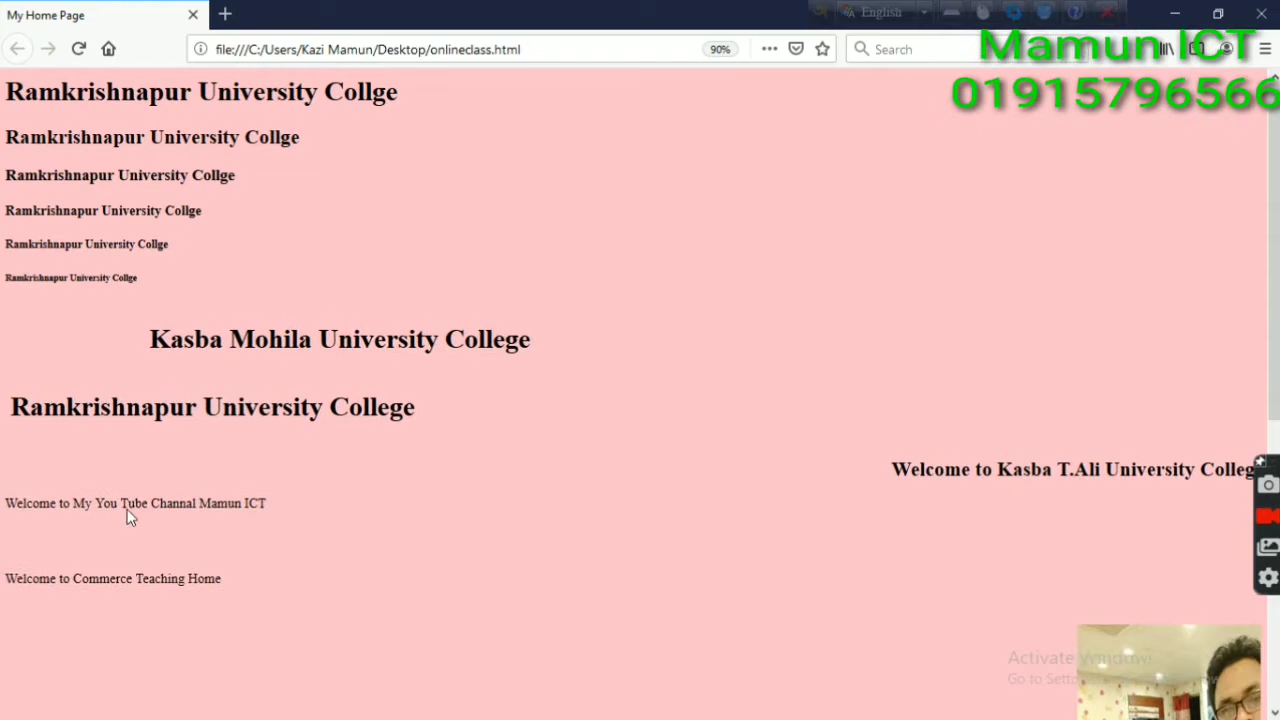 My Home Page
English
file:///C:/Users/Kazi Mamun/Desktop/onlineclass.html
90%
Search
Mamun ICT
01915796566
Ramkrishnapur University Collge
Ramkrishnapur University Collge
Ramkrishnapur University Collge
Ramkrishnapur University Collge
Ramkrishnapur University Collge
Ramkrishnapur University Collge
Kasba Mohila University College
Ramkrishnapur University College
Welcome to Kasba T.Ali University Colleg
Welcome to My You Tube Channal Mamun ICT
Welcome to Commerce Teaching Home
Activate Windows
Go to